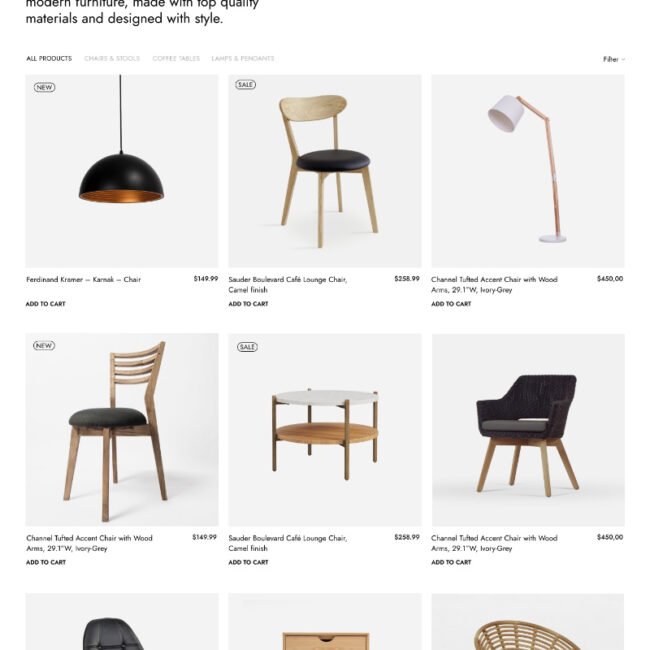 modern furniture, made with top quality
materials and designed with style.
ALL PRODUCTS CHAIRS & STOOLS COFFEE TABLES LAMPS & PENDANTS Filter
NEW
SALE
Ferdinand Kramer – Karnak – Chair $149.99
ADD TO CART
Sauder Boulevard Café Lounge Chair, $258.99
Camel finish
ADD TO CART
Channel Tufted Accent Chair with Wood $450,00
Arms, 29.1"W, Ivory-Grey
ADD TO CART
NEW
SALE
Channel Tufted Accent Chair with Wood $149.99
Arms, 29.1"W, Ivory-Grey
ADD TO CART
Sauder Boulevard Café Lounge Chair, $258.99
Camel finish
ADD TO CART
Channel Tufted Accent Chair with Wood $450,00
Arms, 29.1"W, Ivory-Grey
ADD TO CART